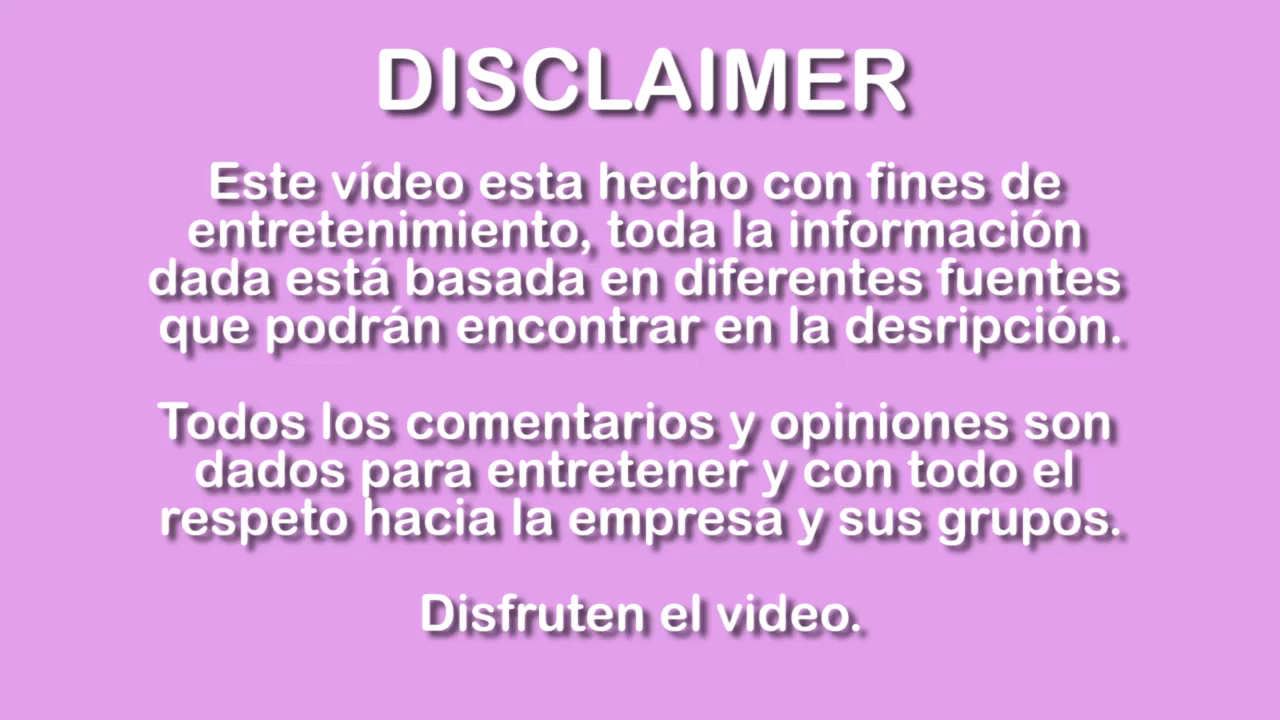 DISCLAIMER
Este vídeo esta hecho con fines de
entretenimiento, toda la información
dada está basada en diferentes fuentes
que podrán encontrar en la desripción.
Todos los comentarios y opiniones son
dados para entretener y con todo el
respeto hacia la empresa y sus grupos.
Disfruten el video.